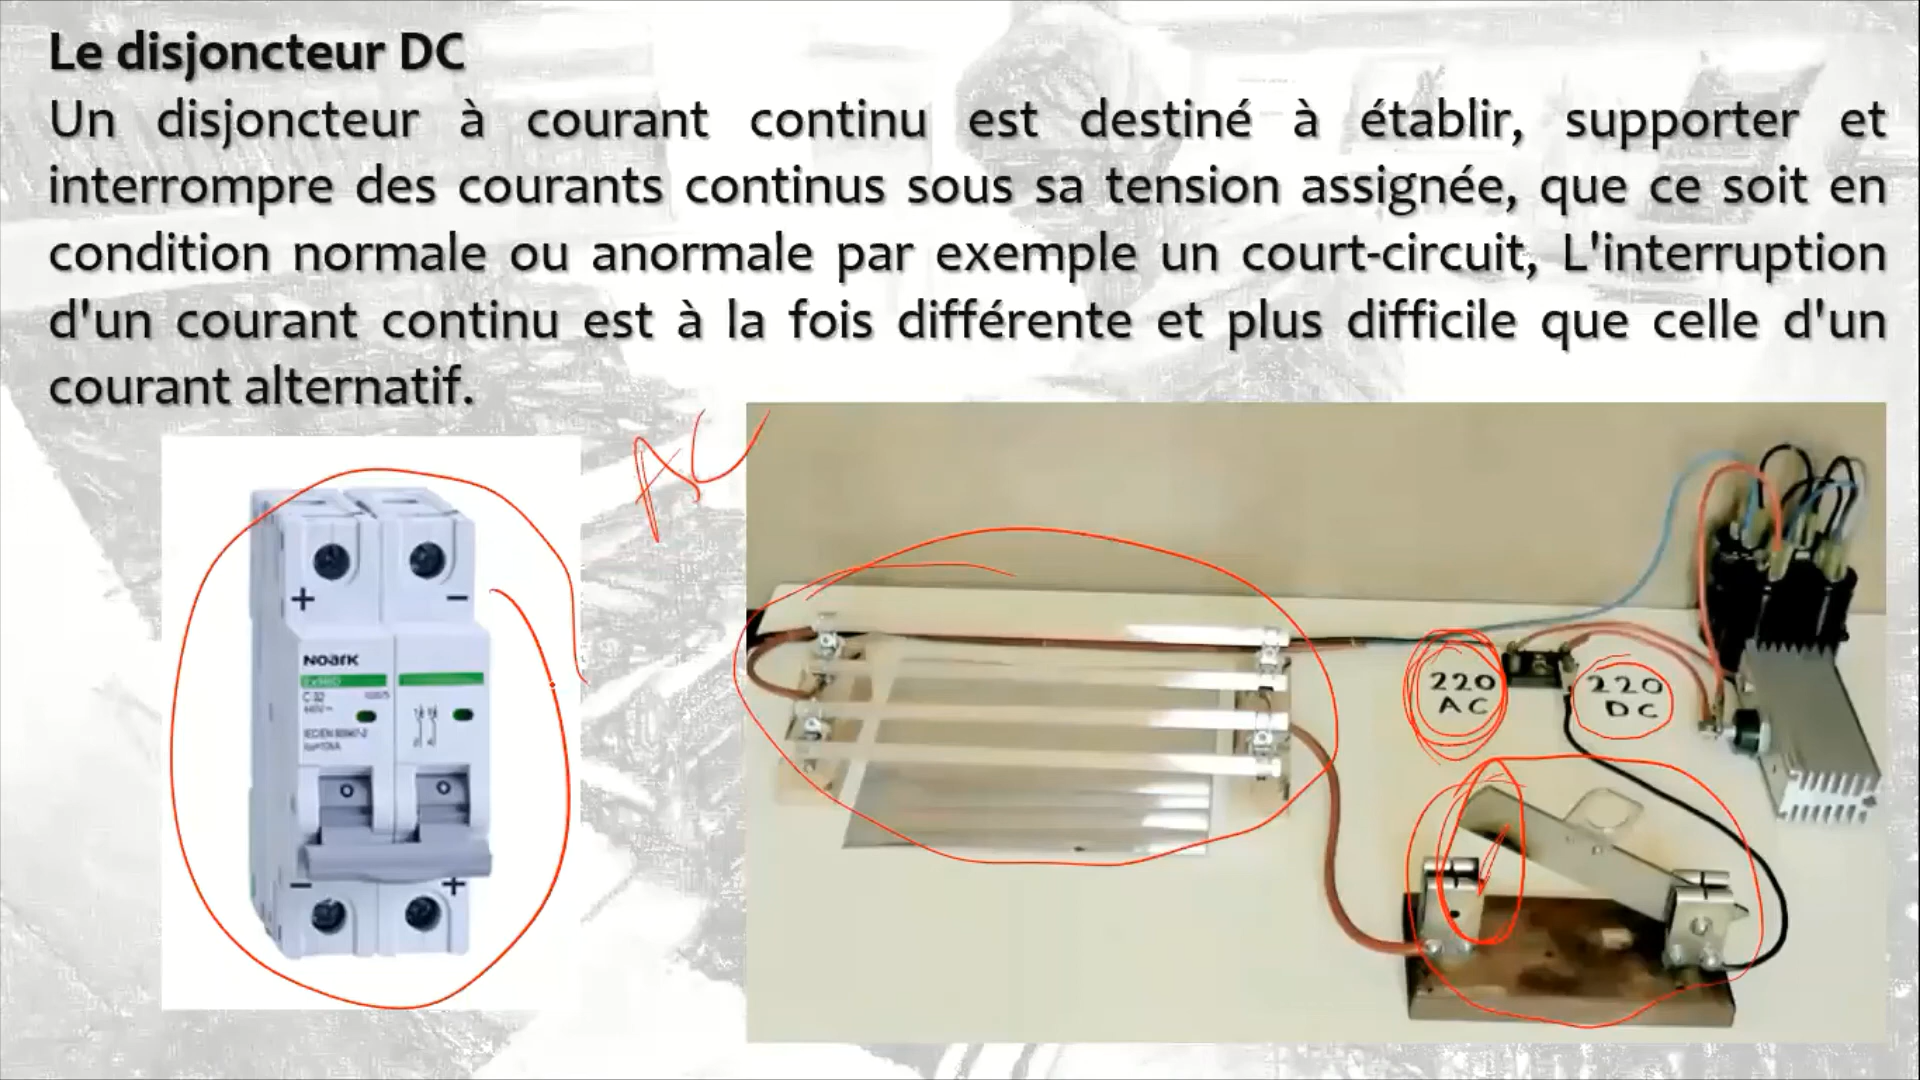 Le disjoncteur DC
Un disjoncteur à courant continu est destiné à établir, supporter et
interrompre des courants continus sous sa tension assignée, que ce soit en
condition normale ou anormale par exemple un court-circuit, L'interruption
d'un courant continu est à la fois différente et plus difficile que celle d'un
courant alternatif.
AC
+ −
NOARK
C 32
− +
220
AC
220
DC